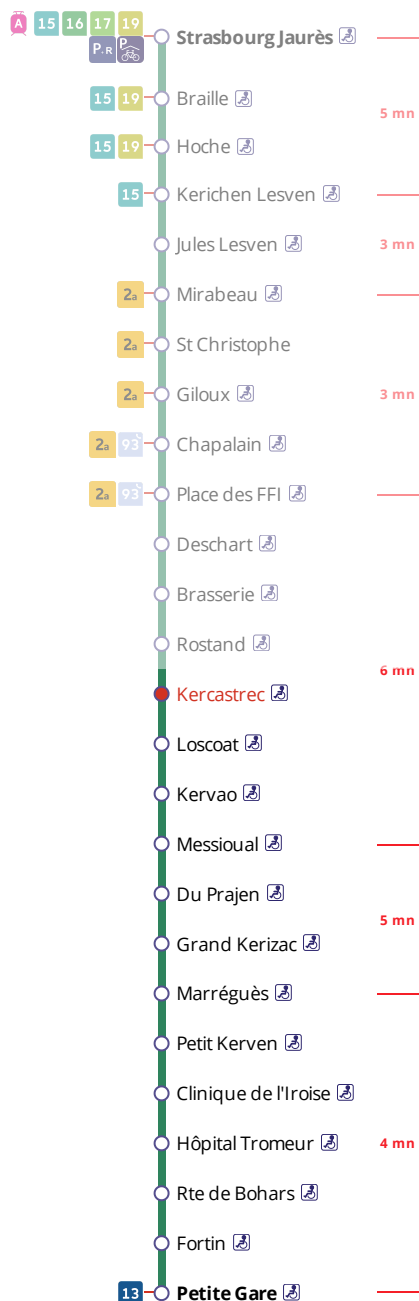 A 15 16 17 19
P+R P
Strasbourg Jaurès
15 19 Braille
5 mn
15 19 Hoche
15 Kerichen Lesven
Jules Lesven
3 mn
2a Mirabeau
2a St Christophe
2a Giloux
3 mn
2a 93 Chapalain
2a 93 Place des FFI
Deschart
Brasserie
Rostand
6 mn
Kercastrec
Loscoat
Kervao
Messioual
Du Prajen
5 mn
Grand Kerizac
Marréguès
Petit Kerven
Clinique de l'Iroise
Hôpital Tromeur
4 mn
Rte de Bohars
Fortin
13 Petite Gare